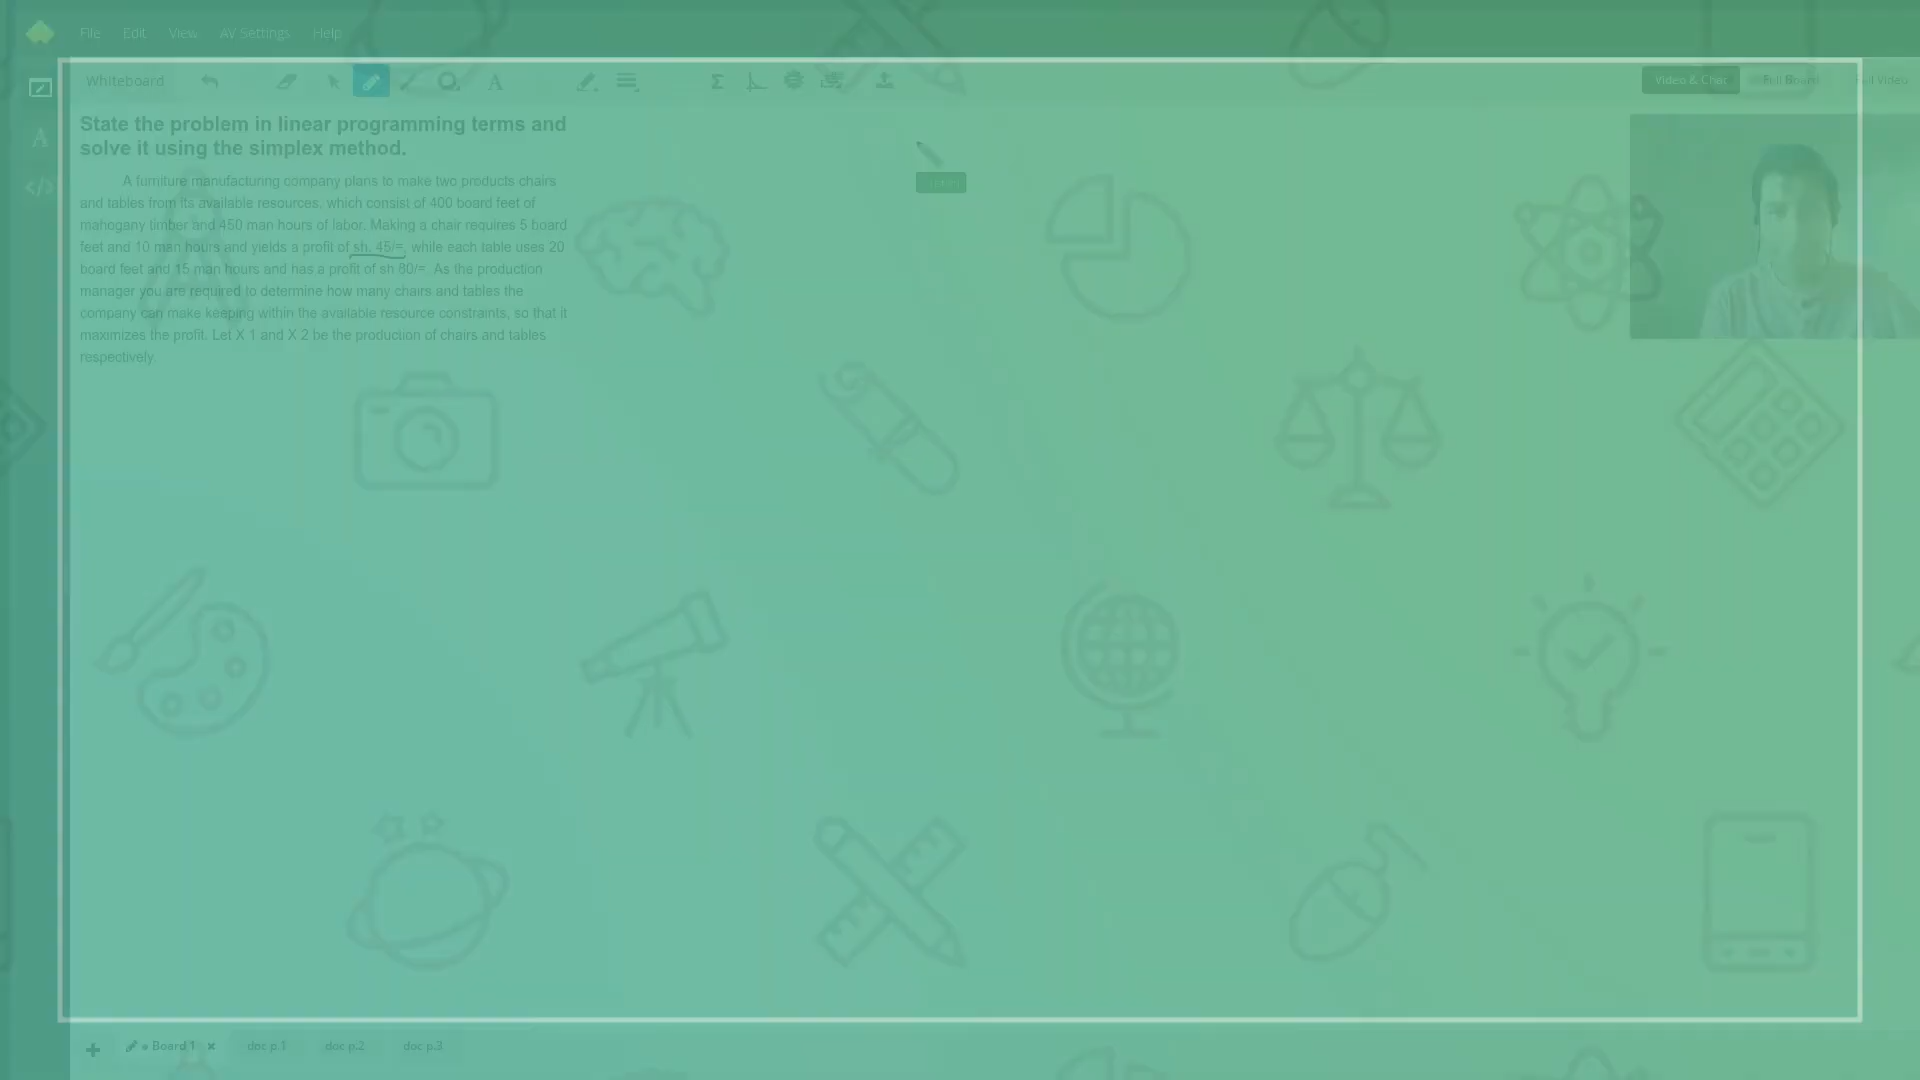 File Edit View AV Settings Help
Whiteboard
Video & Chat Full Board Full Video
State the problem in linear programming terms and
solve it using the simplex method.
A furniture manufacturing company plans to make two products chairs
and tables from its available resources, which consist of 400 board feet of
mahogany timber and 450 man hours of labor. Making a chair requires 5 board
feet and 10 man hours and yields a profit of sh. 45/=, while each table uses 20
board feet and 15 man hours and has a profit of sh 80/=. As the production
manager you are required to determine how many chairs and tables the
company can make keeping within the available resource constraints, so that it
maximizes the profit. Let X 1 and X 2 be the production of chairs and tables
respectively.
Board 1 doc p.1 doc p.2 doc p.3